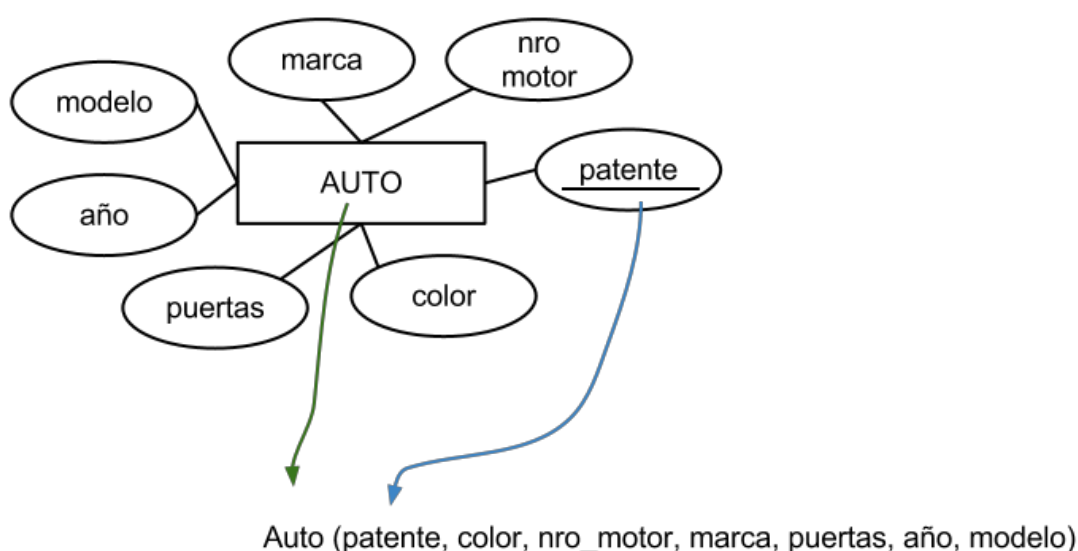 marca
nro
motor
modelo
patente
AUTO
año
puertas
color
Auto (patente, color, nro_motor, marca, puertas, año, modelo)